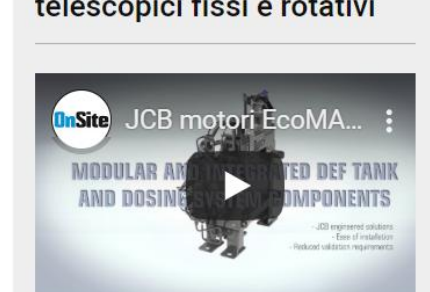 telescopici fissi e rotativi
OnSite
JCB motori EcoMA...
MODULAR AND INTEGRATED DEF TANK
AND DOSING SYSTEM COMPONENTS
- JCB engineered solutions
- Ease of installation
- Reduced validation requirements